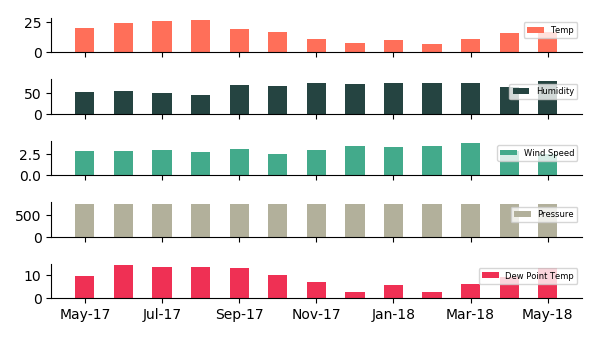 25
0
Temp
50
0
Humidity
2.5
0.0
Wind Speed
500
0
Pressure
10
0
Dew Point Temp
May-17 Jul-17 Sep-17 Nov-17 Jan-18 Mar-18 May-18